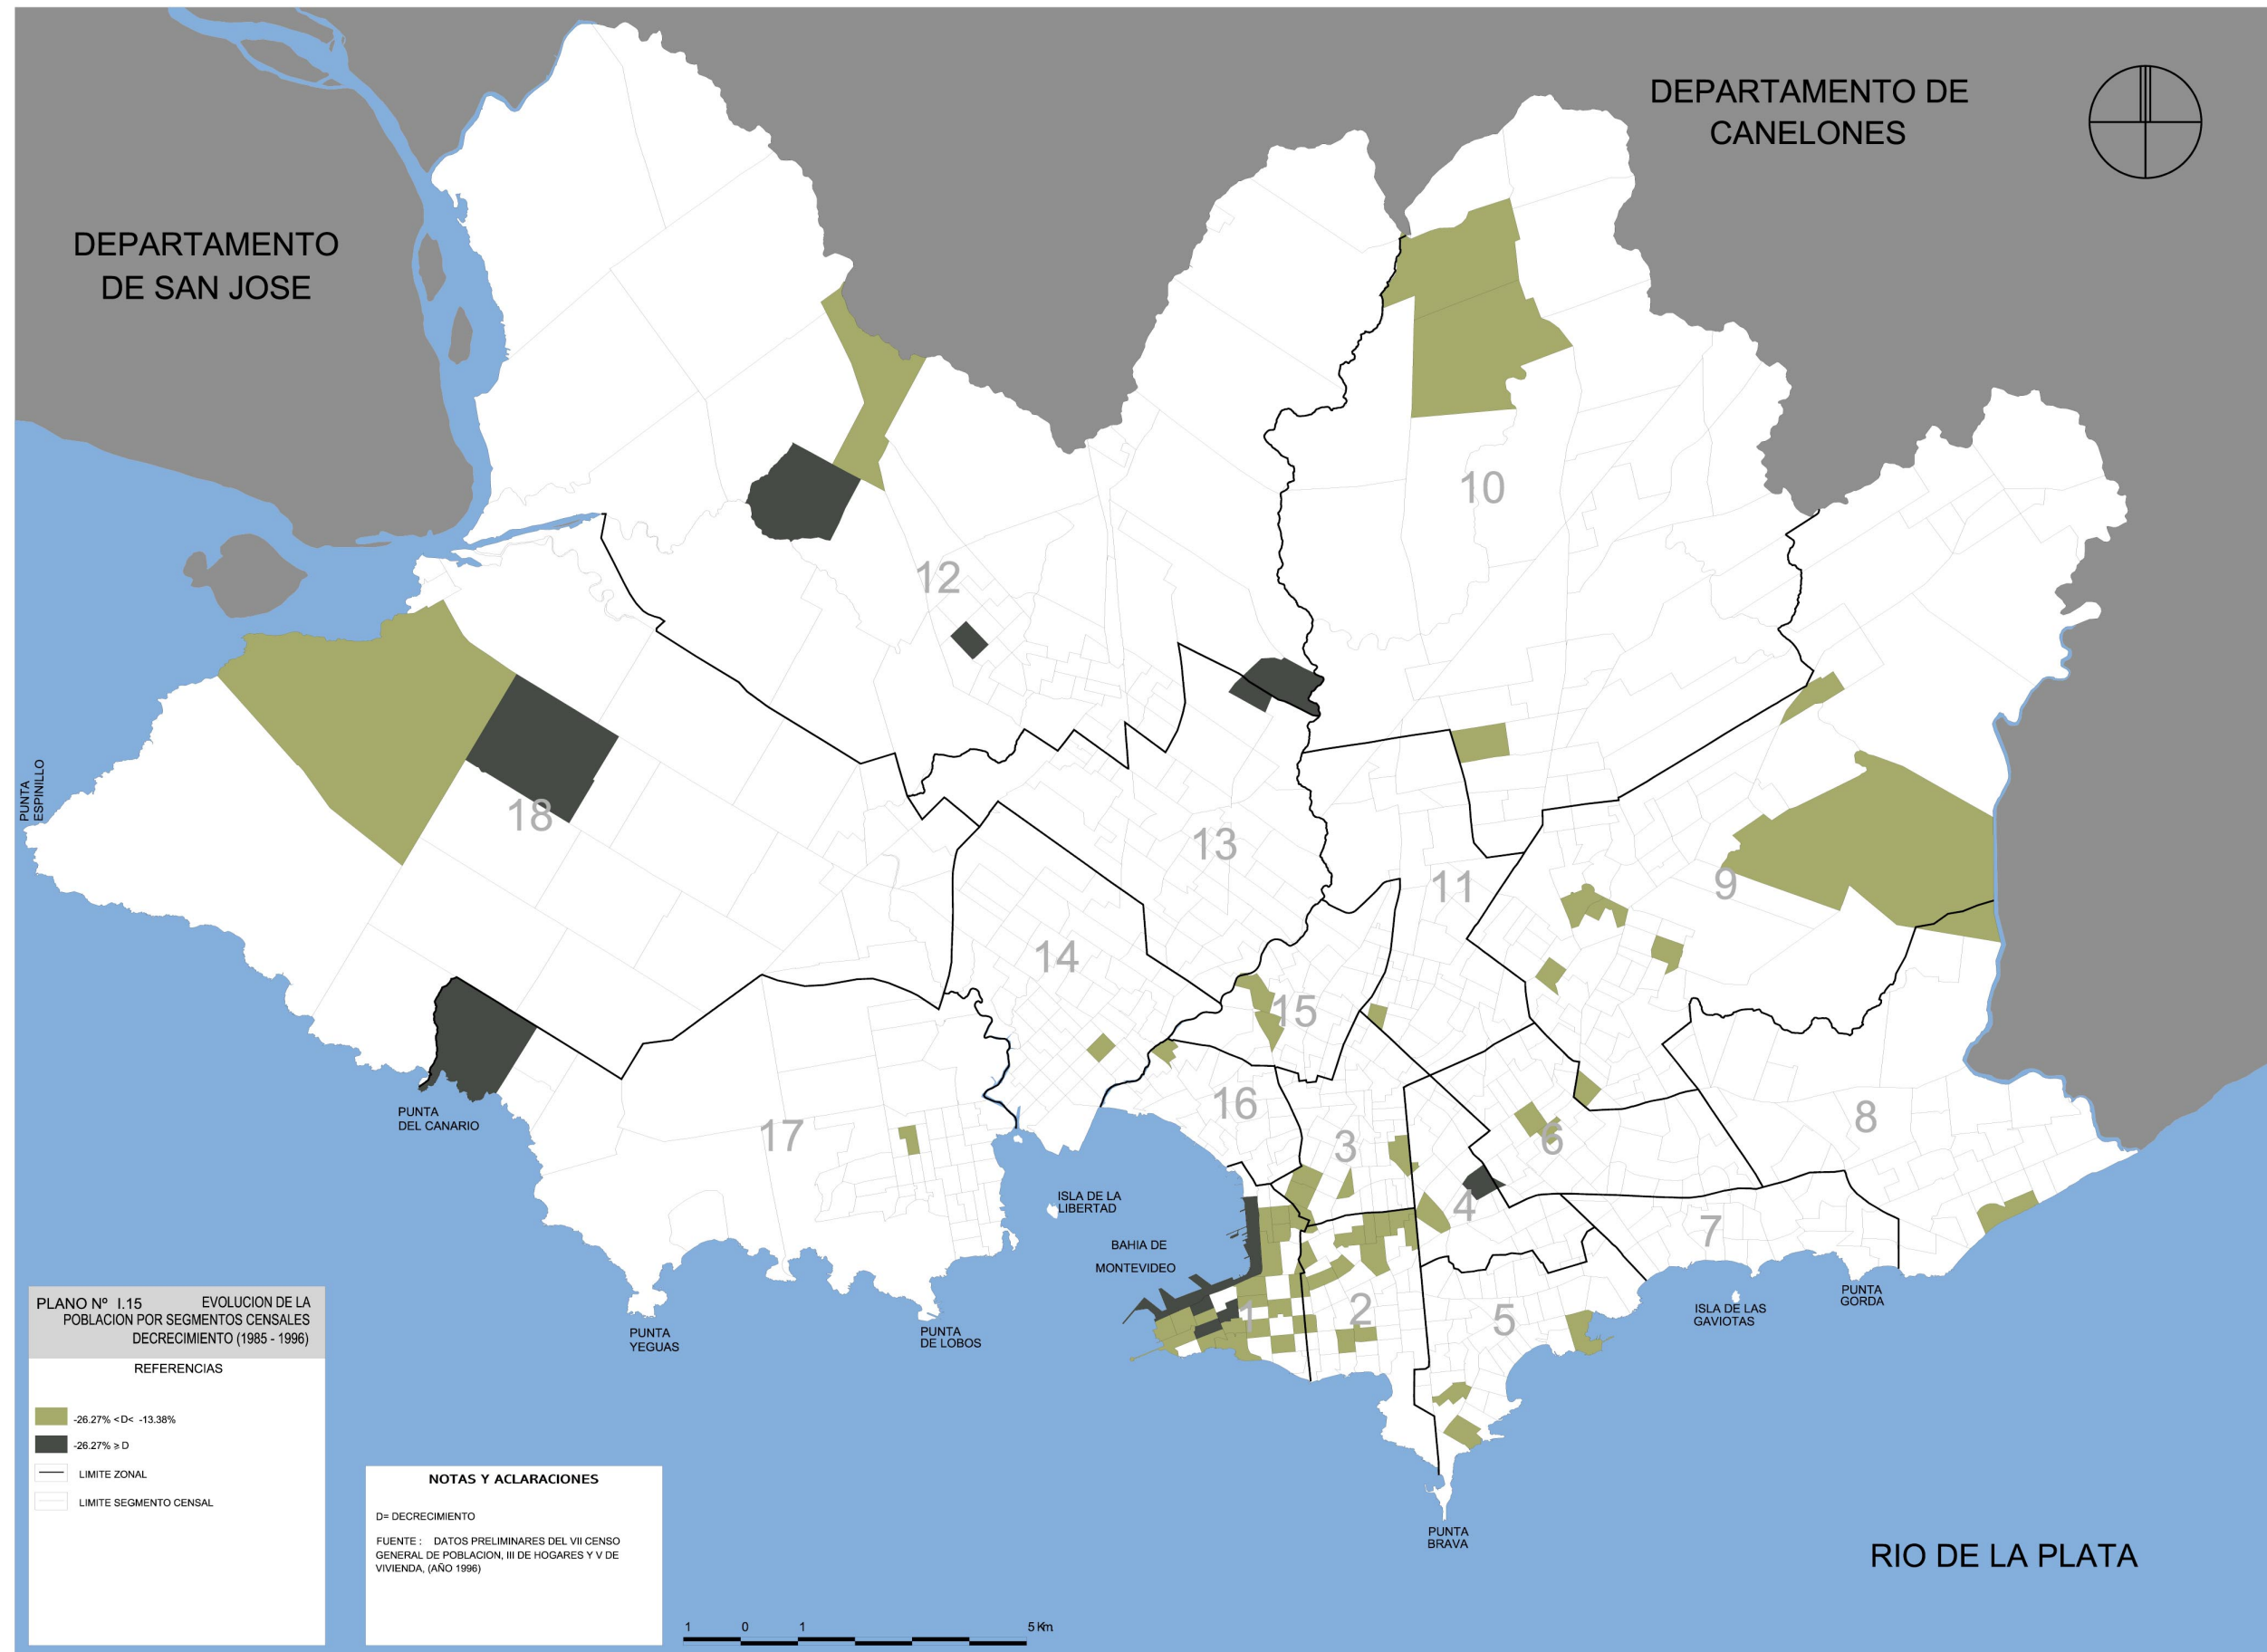 DEPARTAMENTO DE
CANELONES
DEPARTAMENTO
DE SAN JOSE
10
12
PUNTA
ESPINILLO
18
13
11
9
14
15
PUNTA
DEL CANARIO
17
16
3
6
8
4
7
ISLA DE LA
LIBERTAD
BAHIA DE
MONTEVIDEO
1
2
5
ISLA DE LAS
GAVIOTAS
PUNTA
GORDA
PUNTA
YEGUAS
PUNTA
DE LOBOS
PUNTA
BRAVA
RIO DE LA PLATA
PLANO Nº I.15 EVOLUCION DE LA
POBLACION POR SEGMENTOS CENSALES
DECRECIMIENTO (1985 - 1996)
REFERENCIAS
-26.27% <D< -13.38%
-26.27% ≥ D
LIMITE ZONAL
LIMITE SEGMENTO CENSAL
NOTAS Y ACLARACIONES
D= DECRECIMIENTO
FUENTE : DATOS PRELIMINARES DEL VII CENSO
GENERAL DE POBLACION, III DE HOGARES Y V DE
VIVIENDA, (AÑO 1996)
1 0 1 5 Km.